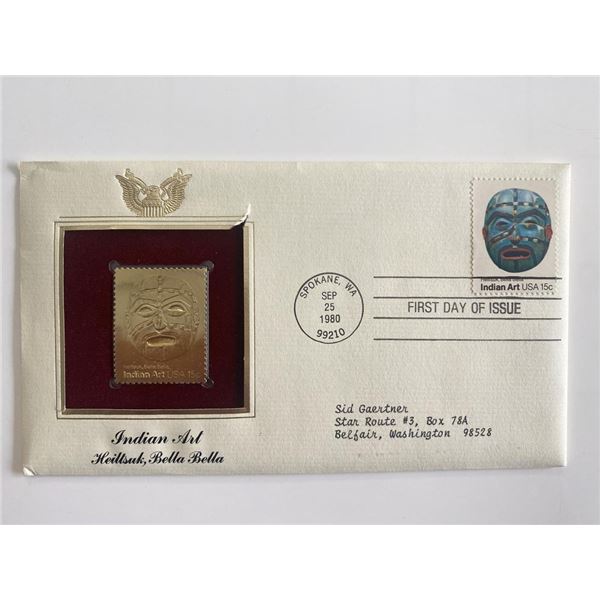 Heiltsuk, Bella Bella
Indian Art USA 15c
SPOKANE, WA
SEP
25
1980
99210
FIRST DAY OF ISSUE
Heiltsuk, Bella Bella
Indian Art USA 15c
Sid Gaertner
Star Route #3, Box 78A
Belfair, Washington 98528
Indian Art
Heiltsuk, Bella Bella